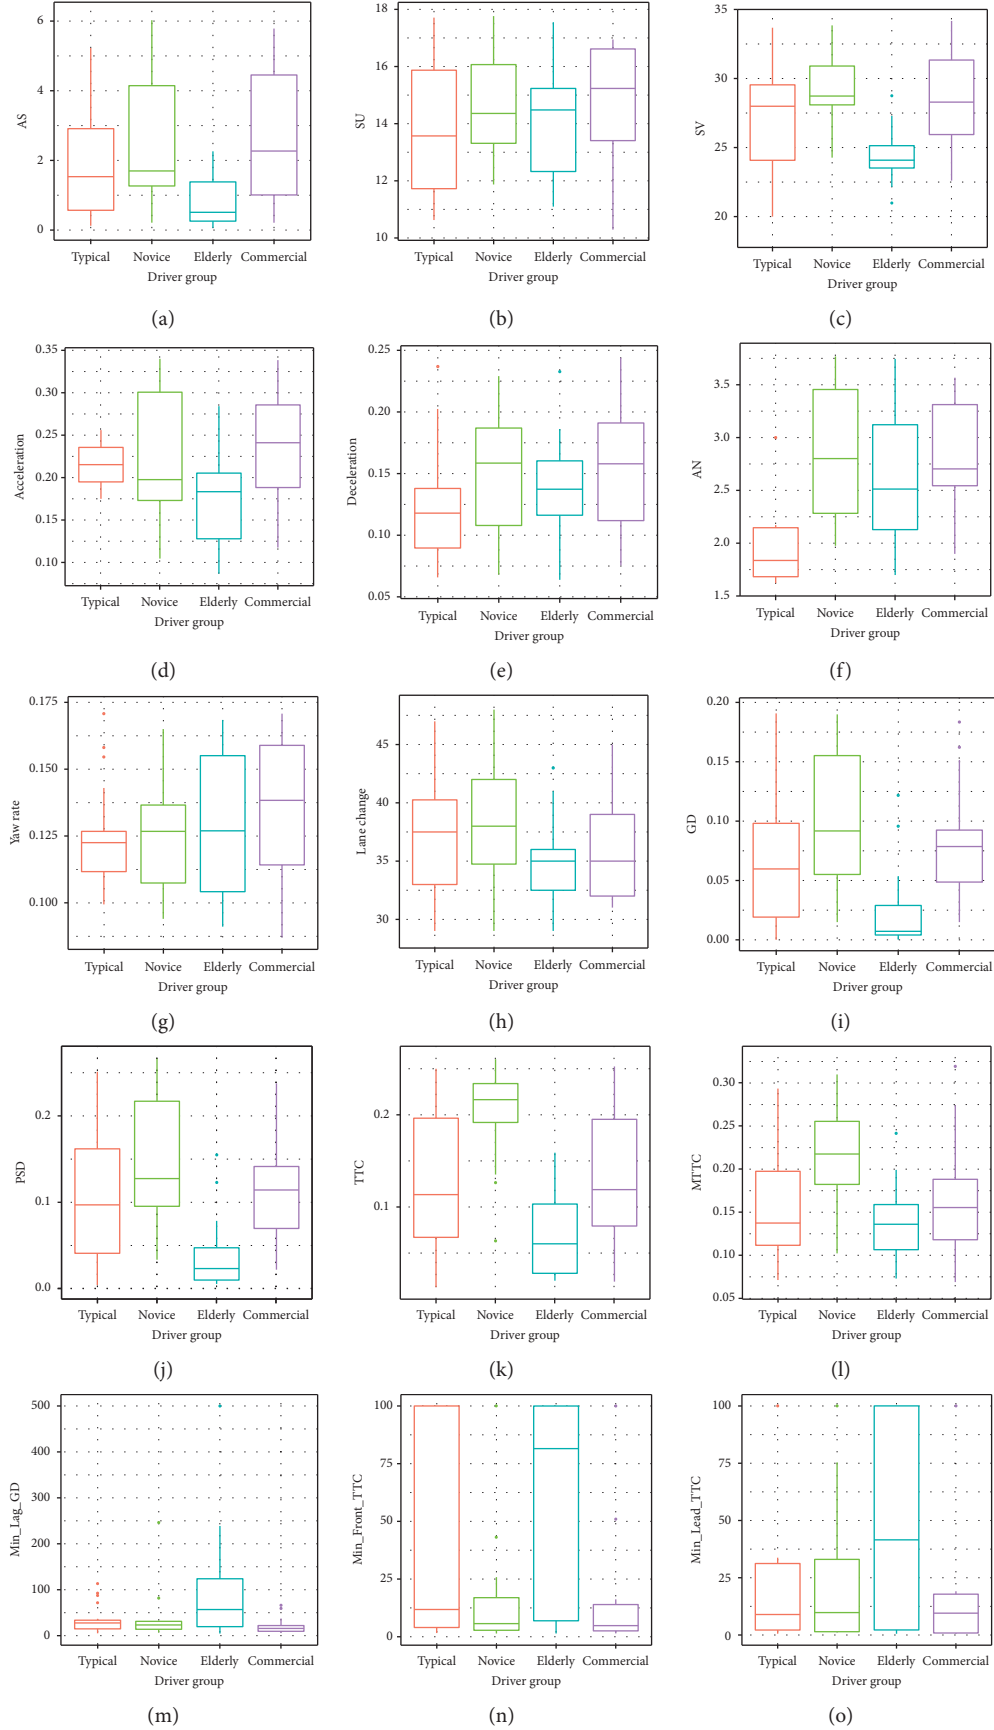 AS
6
4
2
0
Typical Novice Elderly Commercial
Driver group
(a)
SU
18
16
14
12
10
Typical Novice Elderly Commercial
Driver group
(b)
SV
30
25
20
Typical Novice Elderly Commercial
Driver group
(c)
Acceleration
0.35
0.30
0.25
0.20
0.15
0.10
Typical Novice Elderly Commercial
Driver group
(d)
Deceleration
0.25
0.20
0.15
0.10
0.05
Typical Novice Elderly Commercial
Driver group
(e)
AN
3.5
3.0
2.5
2.0
1.5
Typical Novice Elderly Commercial
Driver group
(f)
Yaw rate
0.175
0.150
0.125
0.100
Typical Novice Elderly Commercial
Driver group
(g)
Lane change
45
40
35
30
Typical Novice Elderly Commercial
Driver group
(h)
GD
0.20
0.15
0.10
0.05
0.00
Typical Novice Elderly Commercial
Driver group
(i)
PSD
0.2
0.1
0.0
Typical Novice Elderly Commercial
Driver group
(j)
TTC
0.2
0.1
Typical Novice Elderly Commercial
Driver group
(k)
MTTC
0.30
0.25
0.20
0.15
0.10
0.05
Typical Novice Elderly Commercial
Driver group
(l)
Min_Lag_GD
500
400
300
200
100
0
Typical Novice Elderly Commercial
Driver group
(m)
Min_Front_TTC
100
75
50
25
0
Typical Novice Elderly Commercial
Driver group
(n)
Min_Lead_TTC
100
75
50
25
0
Typical Novice Elderly Commercial
Driver group
(o)